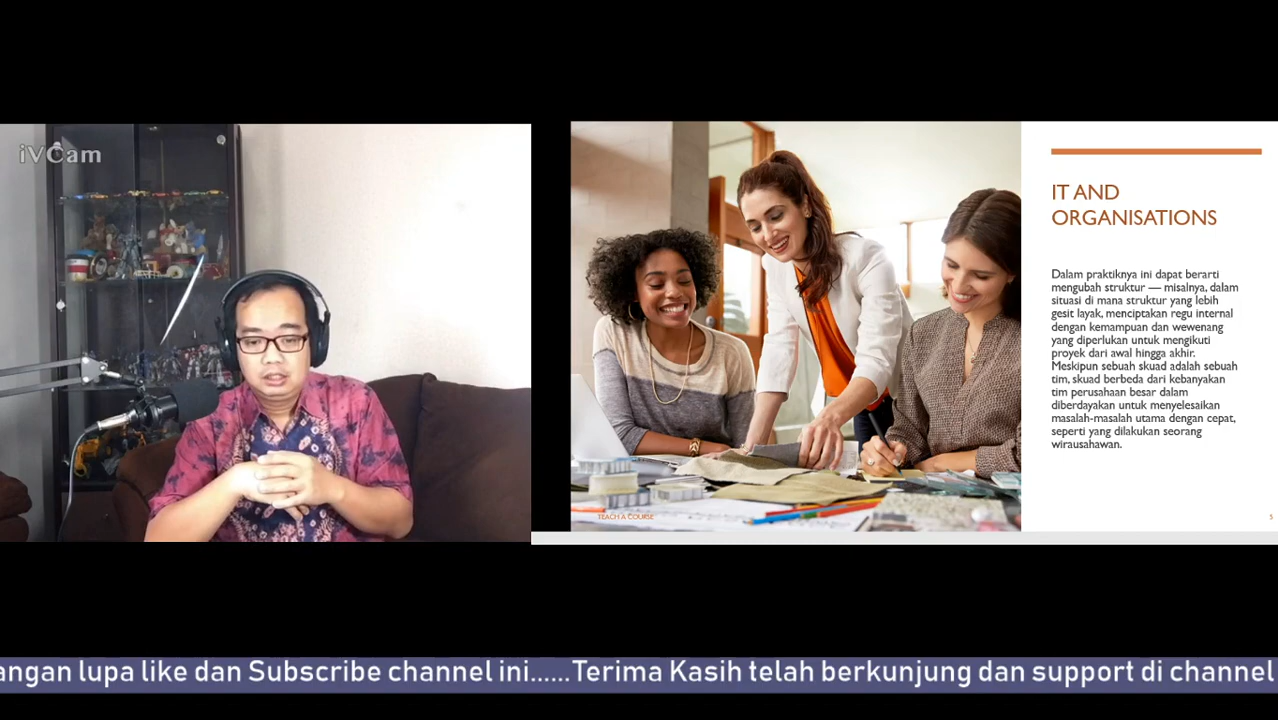 iVCam
IT AND
ORGANISATIONS
Dalam praktiknya ini dapat berarti
mengubah struktur — misalnya, dalam
situasi di mana struktur yang lebih
gesit layak, menciptakan regu internal
dengan kemampuan dan wewenang
yang diperlukan untuk mengikuti
proyek dari awal hingga akhir.
Meskipun sebuah skuad adalah sebuah
tim, skuad berbeda dari kebanyakan
tim perusahaan besar dalam
diberdayakan untuk menyelesaikan
masalah-masalah utama dengan cepat,
seperti yang dilakukan seorang
wirausahawan.
TEACH A COURSE
5
angan lupa like dan Subscribe channel ini......Terima Kasih telah berkunjung dan support di channel